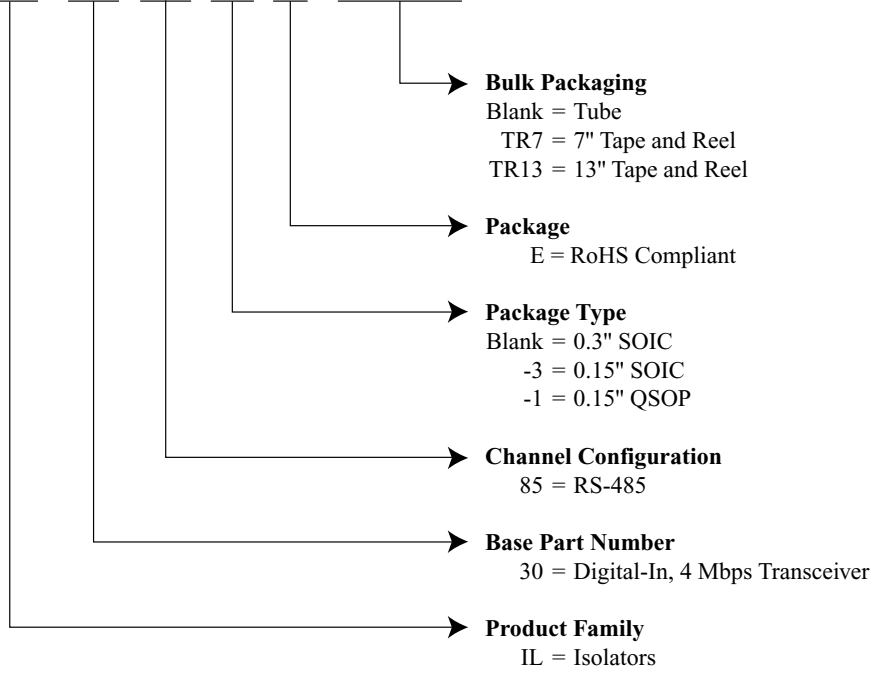 Bulk Packaging
Blank = Tube
TR7 = 7" Tape and Reel
TR13 = 13" Tape and Reel
Package
E = RoHS Compliant
Package Type
Blank = 0.3" SOIC
-3 = 0.15" SOIC
-1 = 0.15" QSOP
Channel Configuration
85 = RS-485
Base Part Number
30 = Digital-In, 4 Mbps Transceiver
Product Family
IL = Isolators